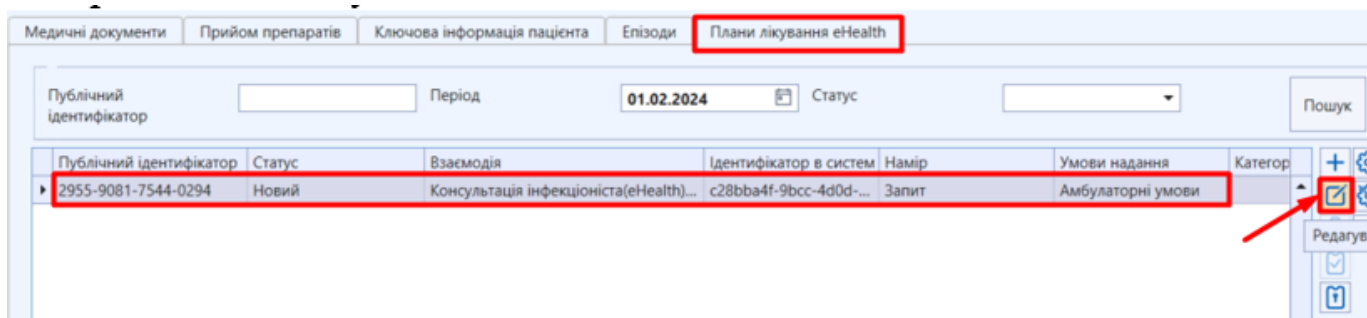 Медичні документи Прийом препаратів Ключова інформація пацієнта Епізоди Плани лікування eHealth
Публічний ідентифікатор Період 01.02.2024 Статус Пошук
Публічний ідентифікатор Статус Взаємодія Ідентифікатор в систем Намір Умови надання Категор
2955-9081-7544-0294 Новий Консультація інфекціоніста(eHealth)... c28bba4f-9bcc-4d0d-... Запит Амбулаторні умови
Редагув